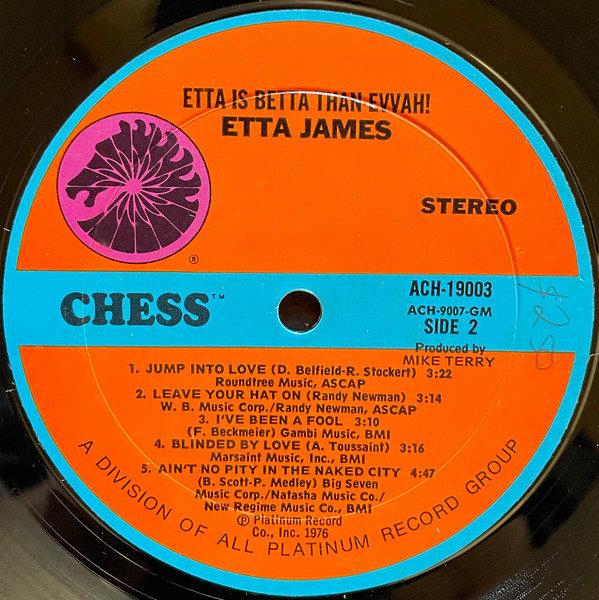 ETTA IS BETTA THAN EVVAH!
ETTA JAMES
STEREO
®
CHESS™
ACH-19003
ACH-9007-GM
SIDE 2
Produced by
MIKE TERRY
1. JUMP INTO LOVE (D. Belfield-R. Stockert) 3:22
Roundtree Music, ASCAP
2. LEAVE YOUR HAT ON (Randy Newman) 3:14
W. B. Music Corp./Randy Newman, ASCAP
3. I'VE BEEN A FOOL 3:10
(F. Beckmeier) Gambi Music, BMI
4. BLINDED BY LOVE (A. Toussaint) 3:16
Marsaint Music, Inc., BMI
5. AIN'T NO PITY IN THE NAKED CITY 4:47
(B. Scott-P. Medley) Big Seven
Music Corp./Natasha Music Co./
New Regime Music Co., BMI
℗ Platinum Record
Co., Inc. 1976
A DIVISION OF ALL PLATINUM RECORD GROUP